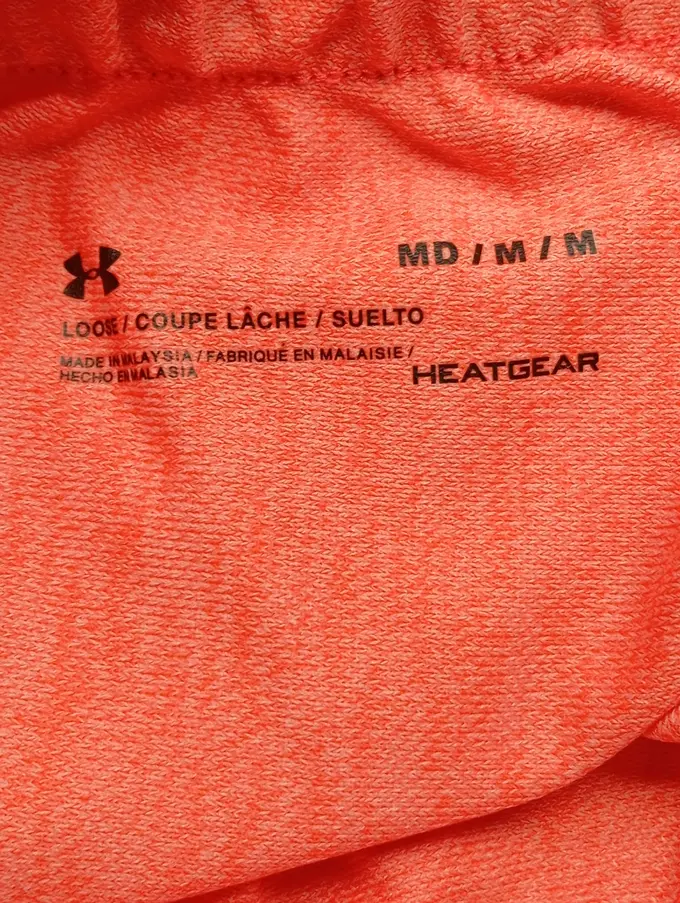 MD / M / M
LOOSE / COUPE LÂCHE / SUELTO
MADE IN MALAYSIA / FABRIQUÉ EN MALAISIE /
HECHO EN MALASIA
HEATGEAR